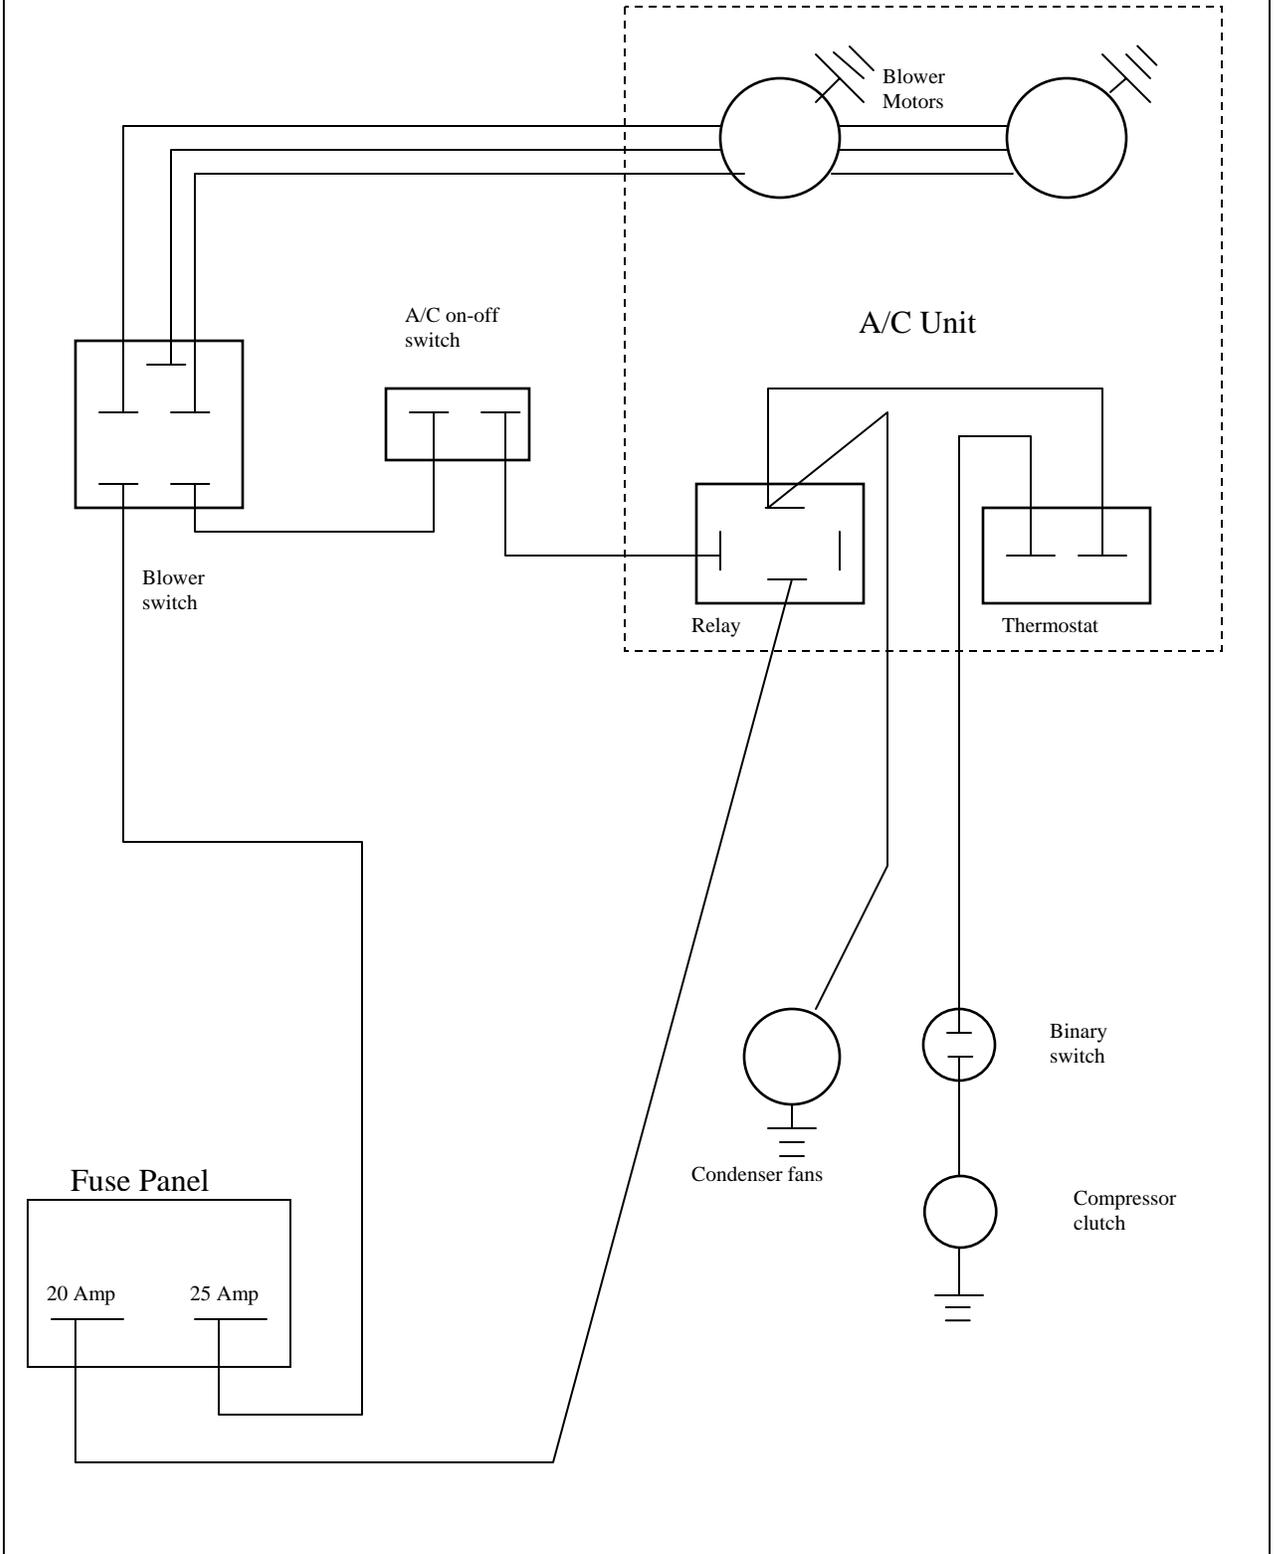 Blower
Motors
A/C on-off
switch
A/C Unit
Blower
switch
Relay
Thermostat
Binary
switch
Condenser fans
Fuse Panel
Compressor
clutch
20 Amp
25 Amp